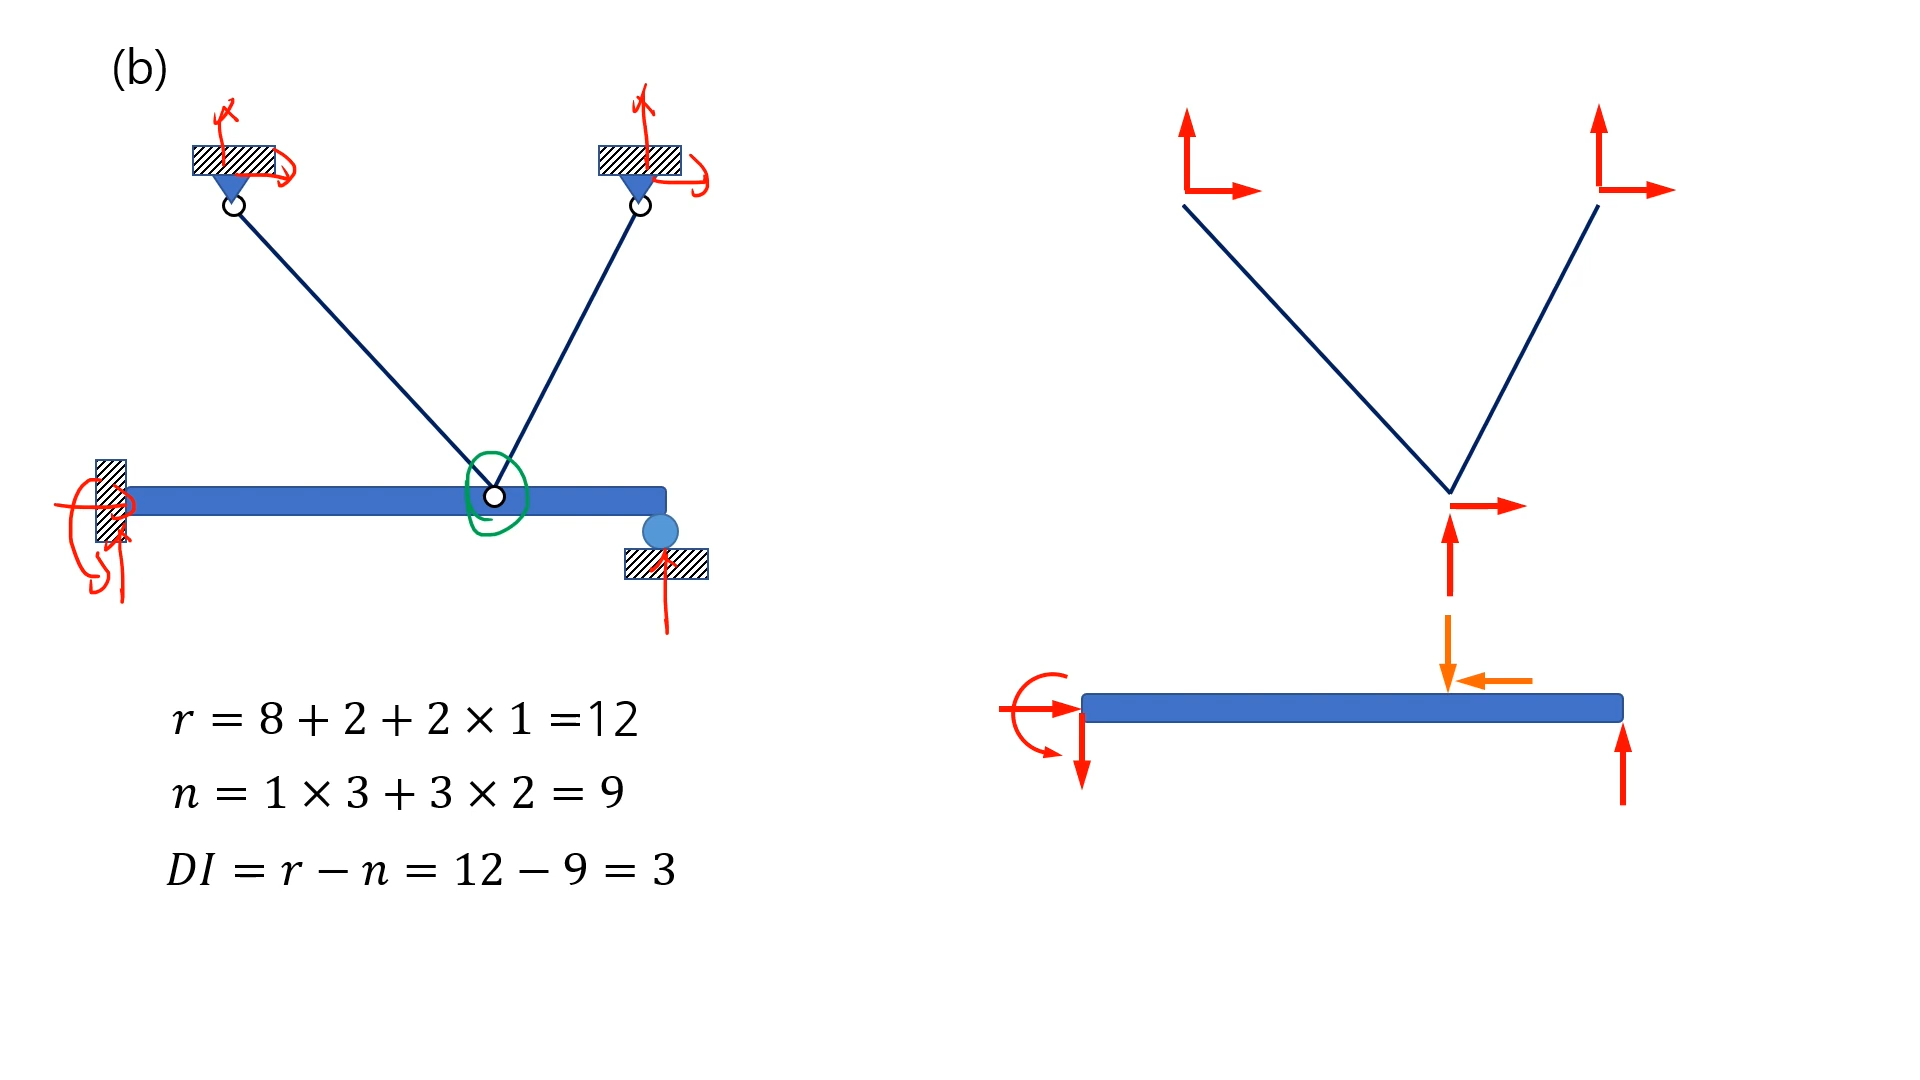 (b)
r = 8 + 2 + 2 × 1 =12
n = 1 × 3 + 3 × 2 = 9
DI = r − n = 12 − 9 = 3